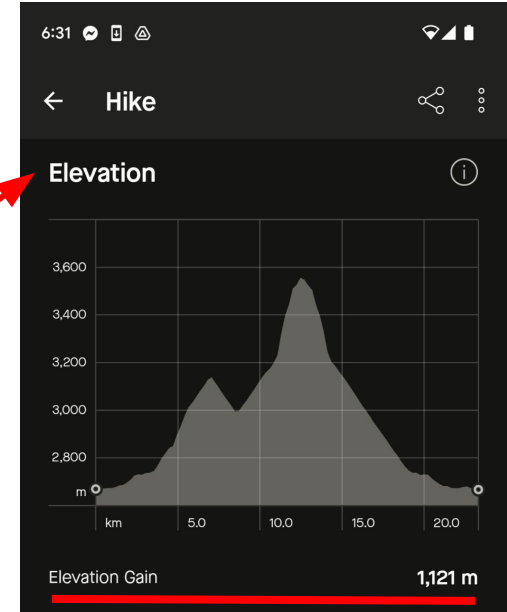 6:31
Hike
Elevation
3,600
3,400
3,200
3,000
2,800
m
km 5.0 10.0 15.0 20.0
Elevation Gain 1,121 m